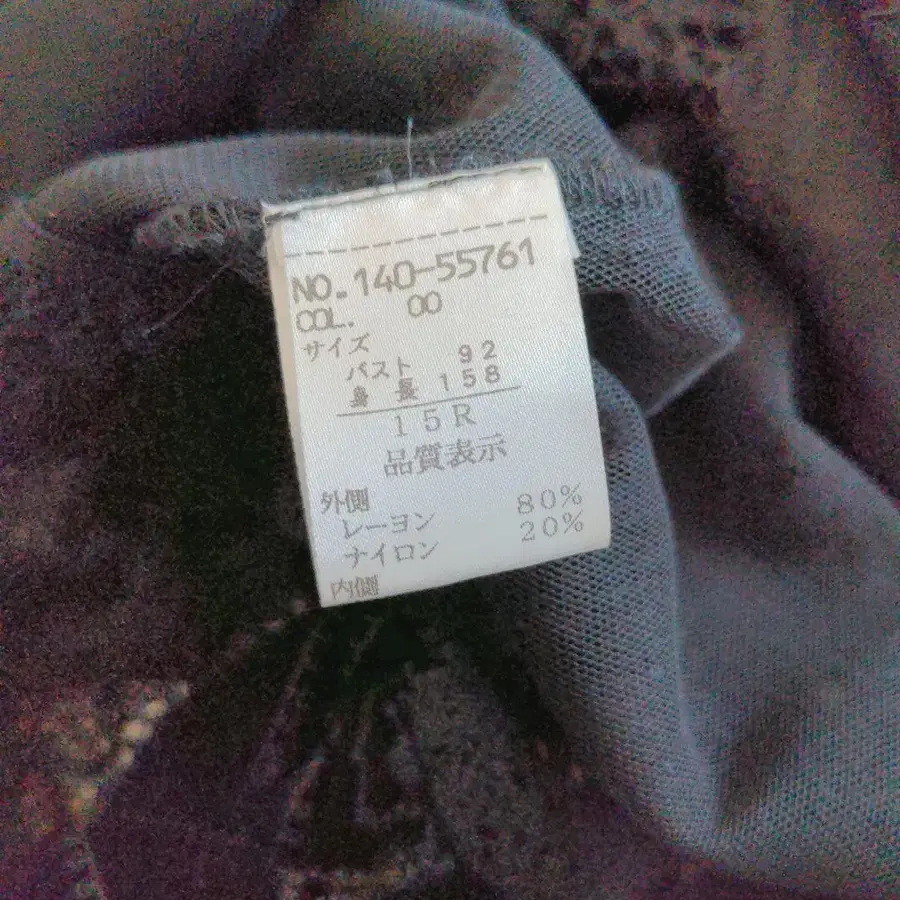 NO. 140-55761
COL. 00
サイズ
バスト 92
身長 158
15R
品質表示
外側
レーヨン 80%
ナイロン 20%
内側